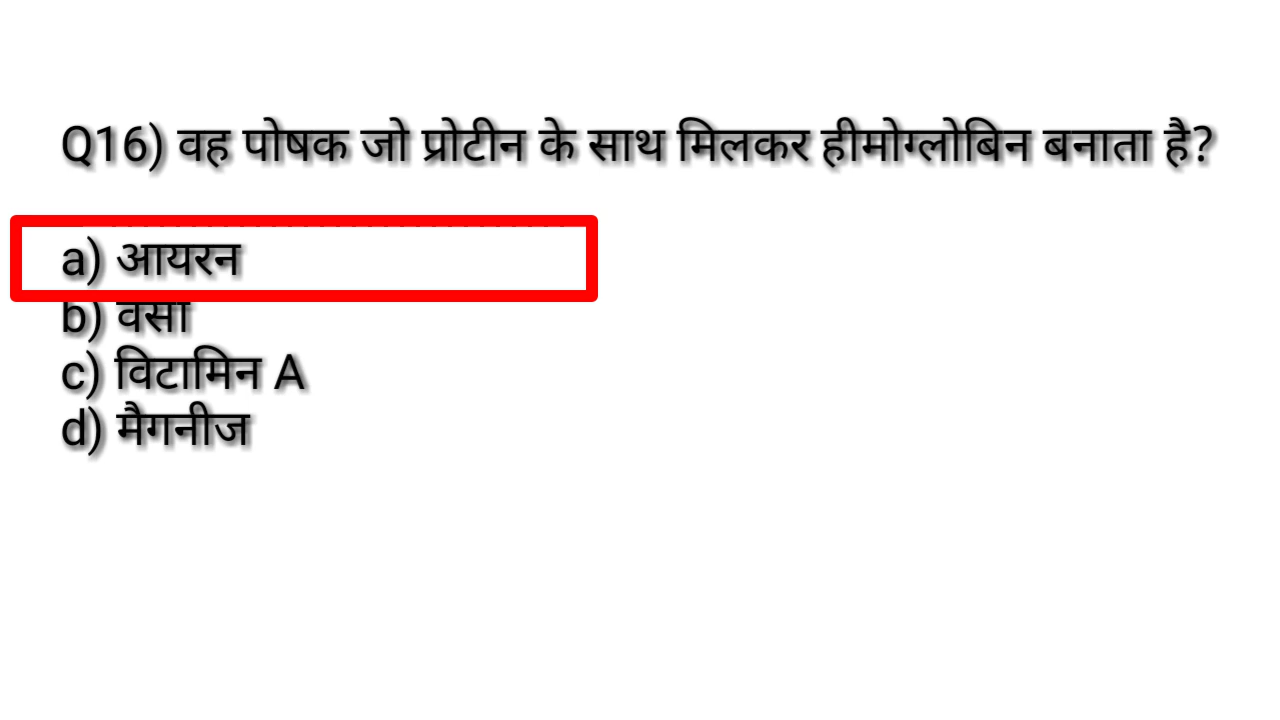 Q16) वह पोषक जो प्रोटीन के साथ मिलकर हीमोग्लोबिन बनाता है?
a) आयरन
b) वसा
c) विटामिन A
d) मैगनीज